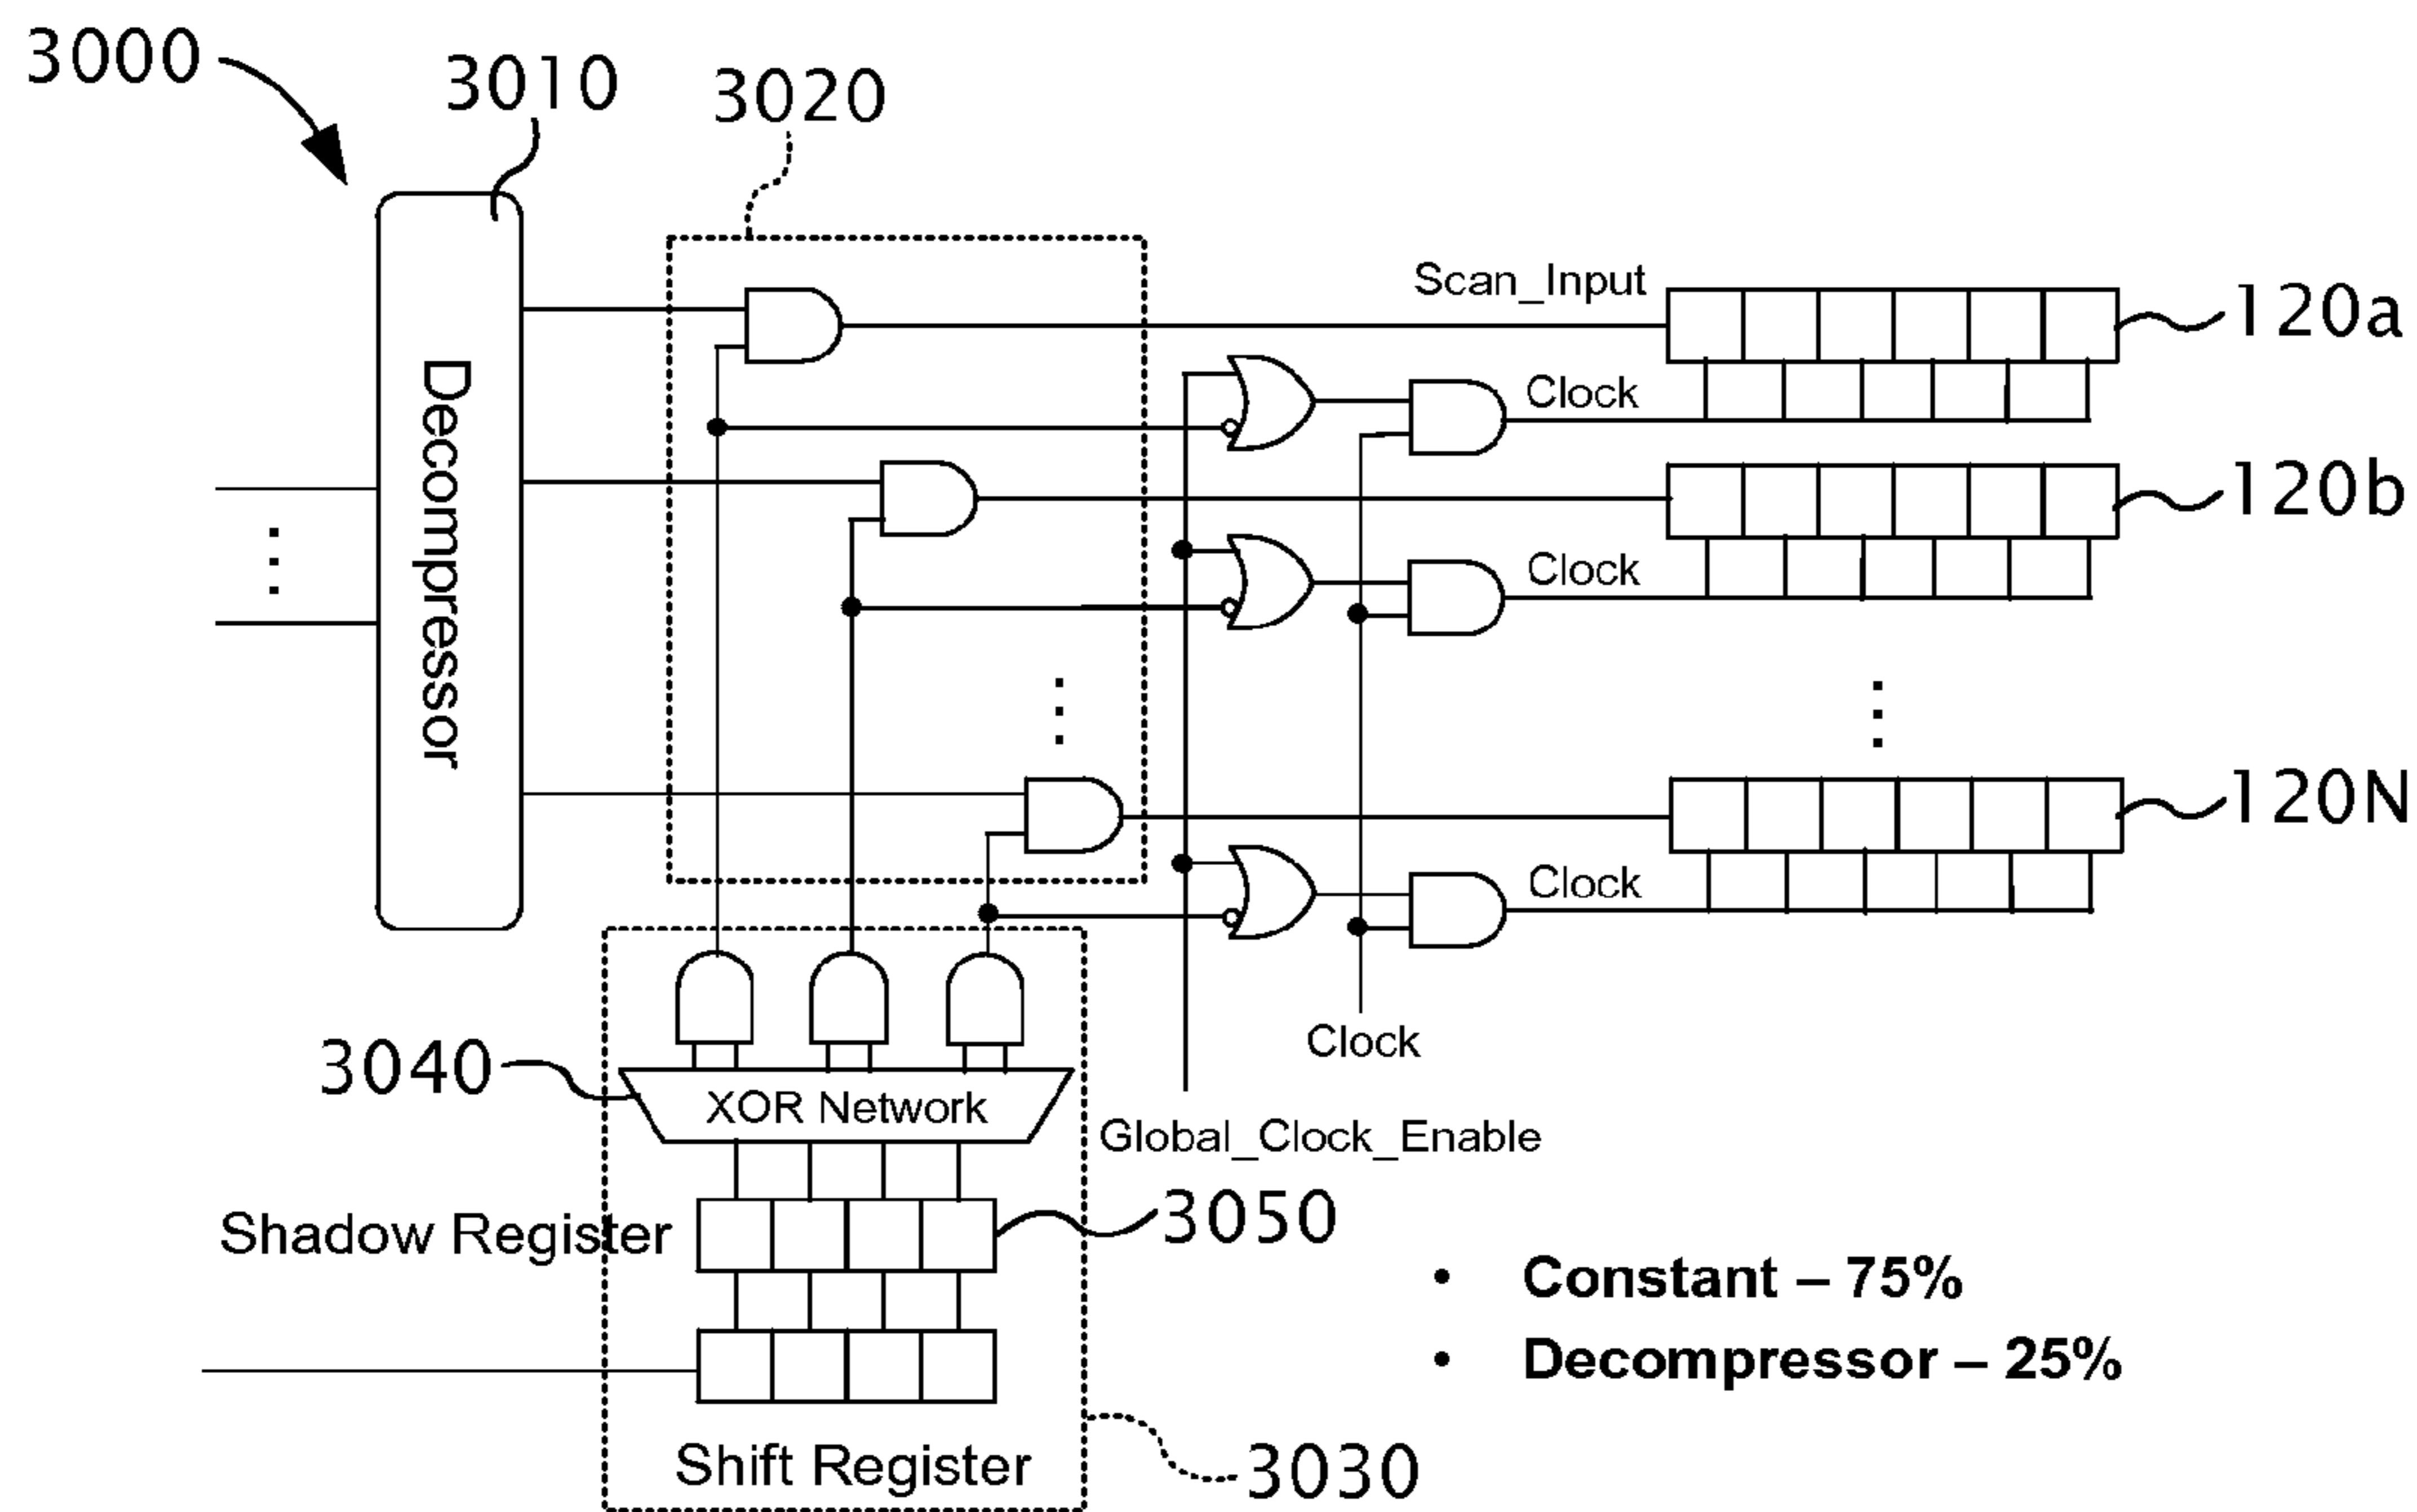 3000
3010
3020
Decompressor
Scan_Input
120a
Clock
120b
Clock
120N
Clock
Clock
3040
XOR Network
Global_Clock_Enable
Shadow Register
3050
• Constant – 75%
• Decompressor – 25%
Shift Register
3030